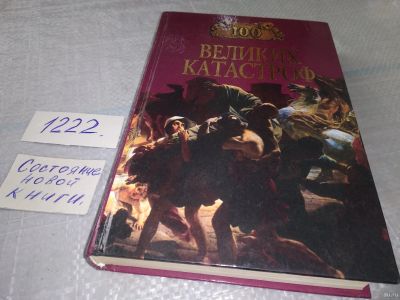 100
ВЕЛИКИХ
КАТАСТРОФ
1222.
Состояние
новой
книги.